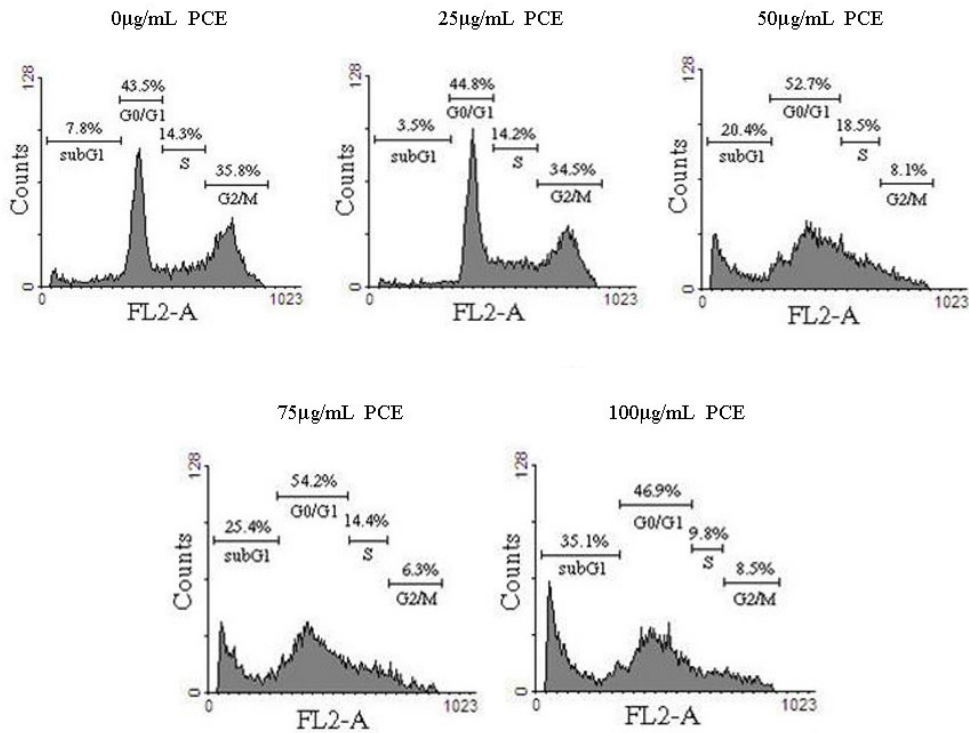 0µg/mL PCE
128
Counts
7.8%
subG1
43.5%
G0/G1
14.3%
S
35.8%
G2/M
0
0
1023
FL2-A
25µg/mL PCE
128
Counts
3.5%
subG1
44.8%
G0/G1
14.2%
S
34.5%
G2/M
0
0
1023
FL2-A
50µg/mL PCE
128
Counts
20.4%
subG1
52.7%
G0/G1
18.5%
S
8.1%
G2/M
0
0
1023
FL2-A
75µg/mL PCE
128
Counts
25.4%
subG1
54.2%
G0/G1
14.4%
S
6.3%
G2/M
0
0
1023
FL2-A
100µg/mL PCE
128
Counts
35.1%
subG1
46.9%
G0/G1
9.8%
S
8.5%
G2/M
0
0
1023
FL2-A